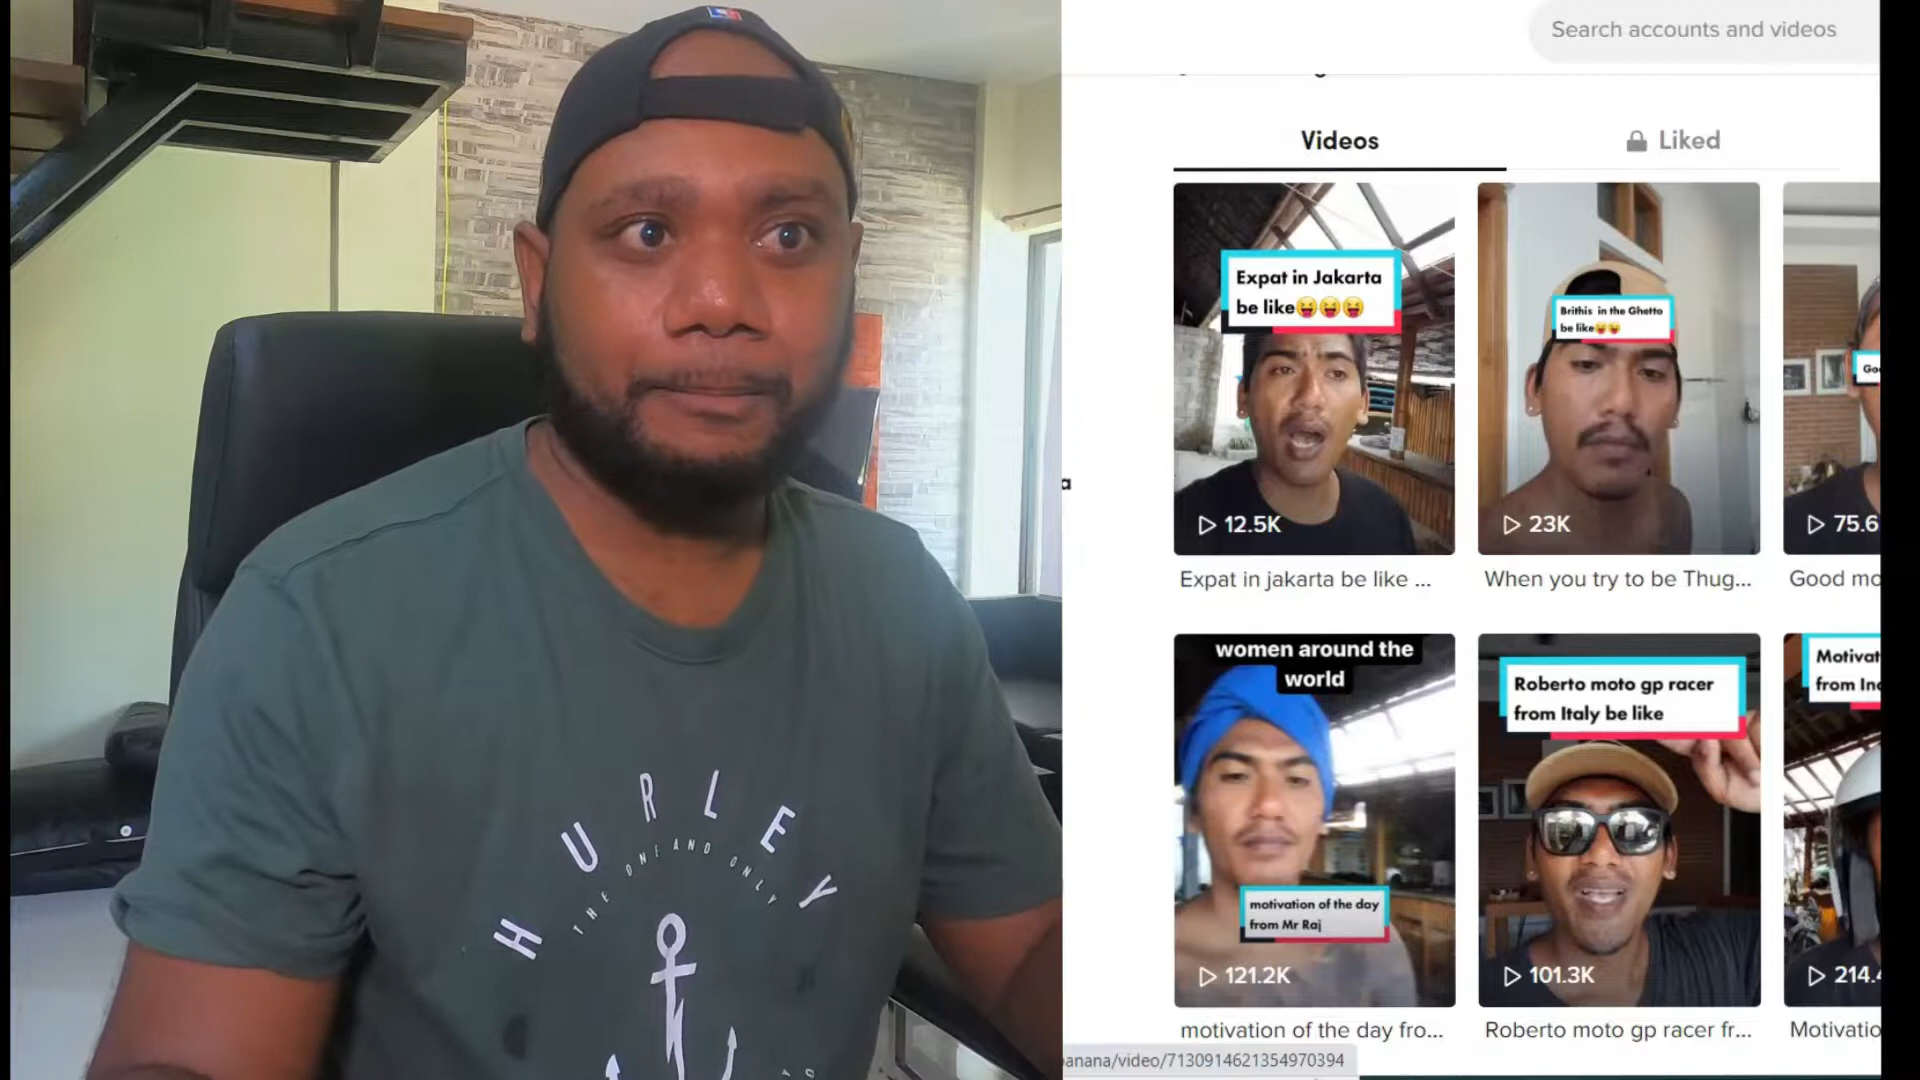 Search accounts and videos
Videos
Liked
Expat in Jakarta
be like😝😝😝
12.5K
Expat in jakarta be like ...
Brithis in the Ghetto
be like😝😝
23K
When you try to be Thug...
Go
75.6
Good mo
women around the
world
motivation of the day
from Mr Raj
121.2K
motivation of the day fro...
Roberto moto gp racer
from Italy be like
101.3K
Roberto moto gp racer fr...
Motivat
from In
214.4
Motivatio
anana/video/7130914621354970394
HURLEY
THE ONE AND ONLY